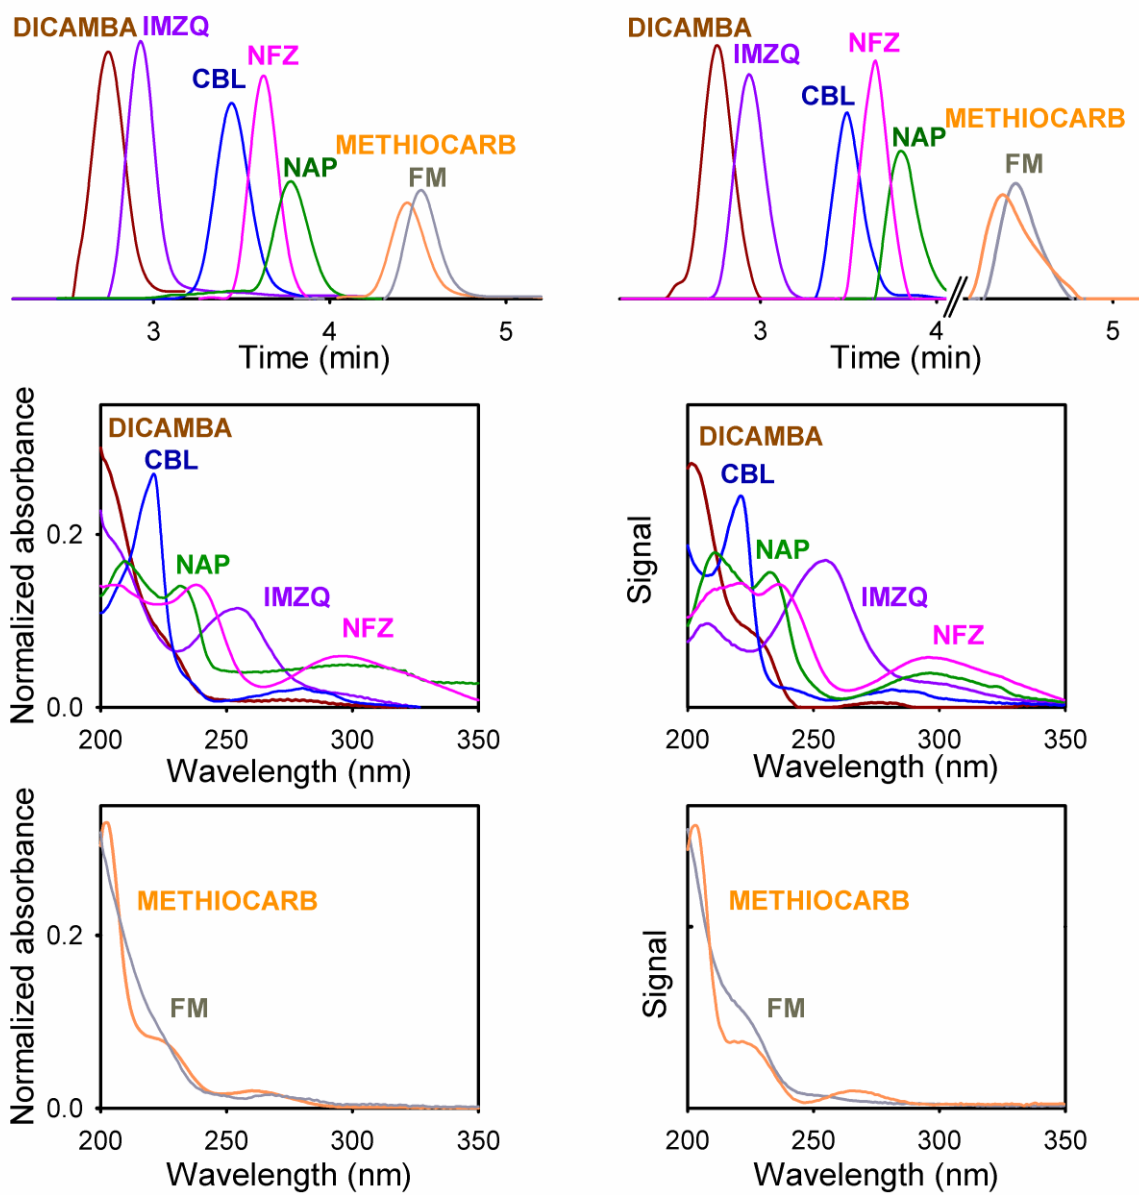 DICAMBA IMZQ
NFZ
CBL
METHIOCARB
NAP FM
3 4 5
Time (min)
DICAMBA NFZ
IMZQ
CBL
METHIOCARB
NAP
FM
3 4 5
Time (min)
Normalized absorbance
DICAMBA
CBL
0.2
NAP
IMZQ
NFZ
0.0
200 250 300 350
Wavelength (nm)
Signal
DICAMBA
CBL
NAP
IMZQ
NFZ
200 250 300 350
Wavelength (nm)
Normalized absorbance
METHIOCARB
0.2
FM
0.0
200 250 300 350
Wavelength (nm)
Signal
METHIOCARB
FM
200 250 300 350
Wavelength (nm)